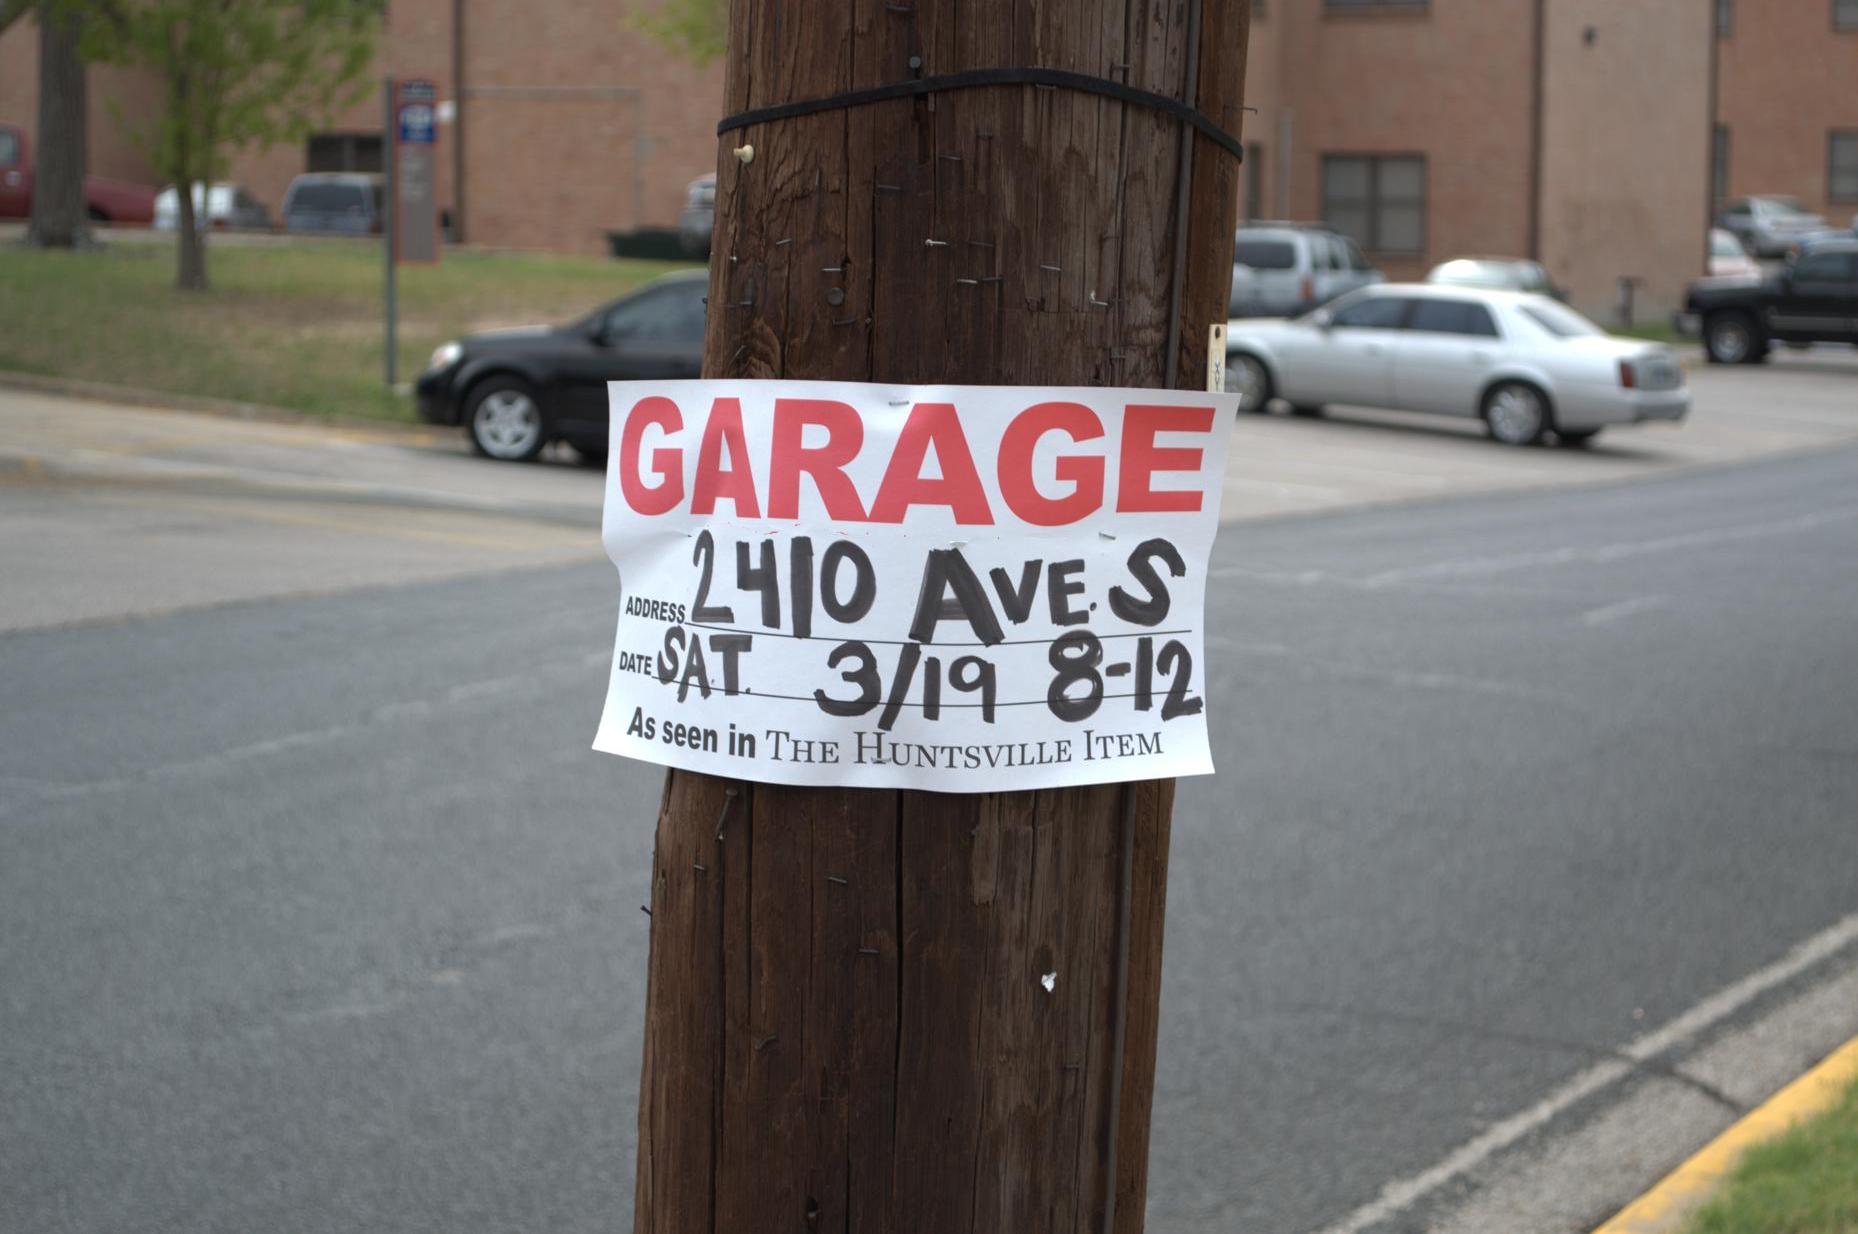 GARAGE
ADDRESS 2410 AVE. S
DATE SAT. 3/19 8-12
As seen in THE HUNTSVILLE ITEM